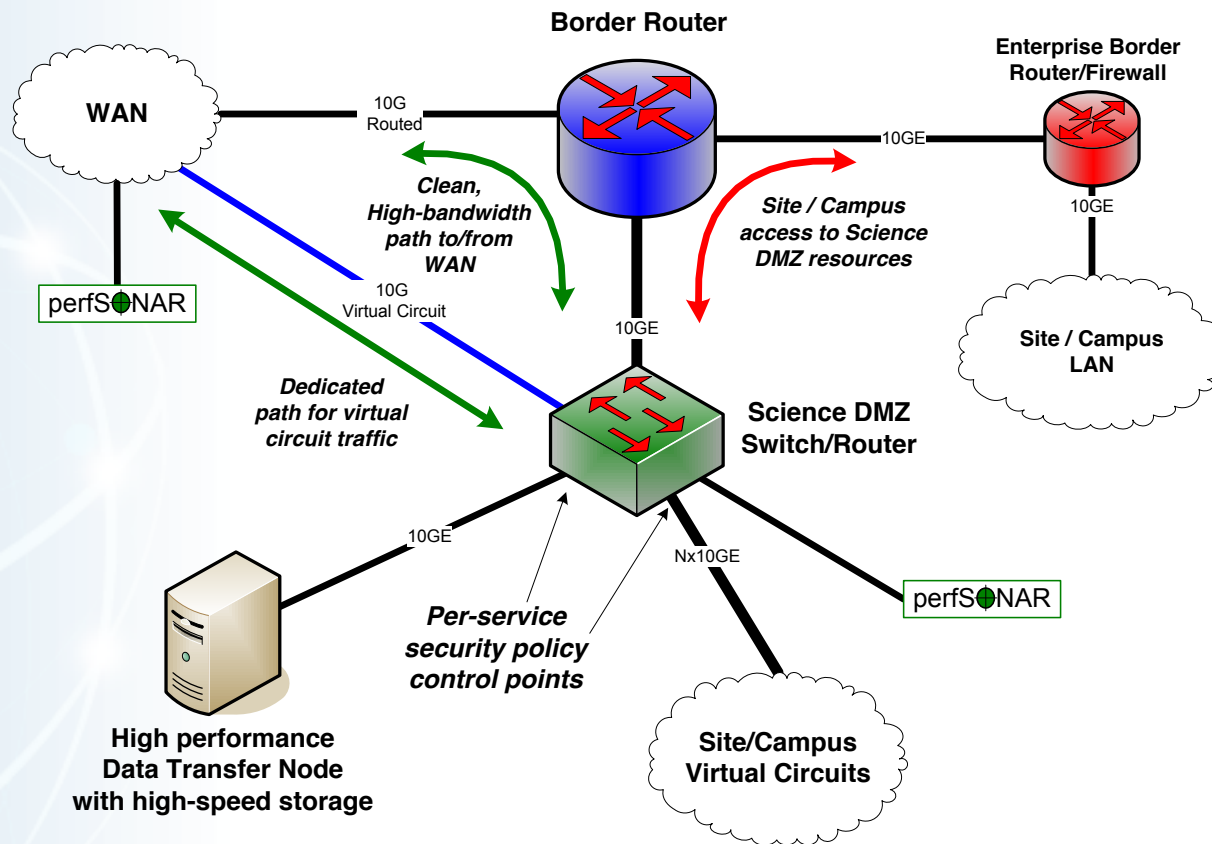 Border Router
Enterprise Border
Router/Firewall
WAN
10G
Routed
10GE
10GE
Clean,
High-bandwidth
path to/from
WAN
Site / Campus
access to Science
DMZ resources
10G
Virtual Circuit
perfSONAR
10GE
Site / Campus
LAN
Dedicated
path for virtual
circuit traffic
Science DMZ
Switch/Router
10GE
Nx10GE
perfSONAR
Per-service
security policy
control points
High performance
Data Transfer Node
with high-speed storage
Site/Campus
Virtual Circuits